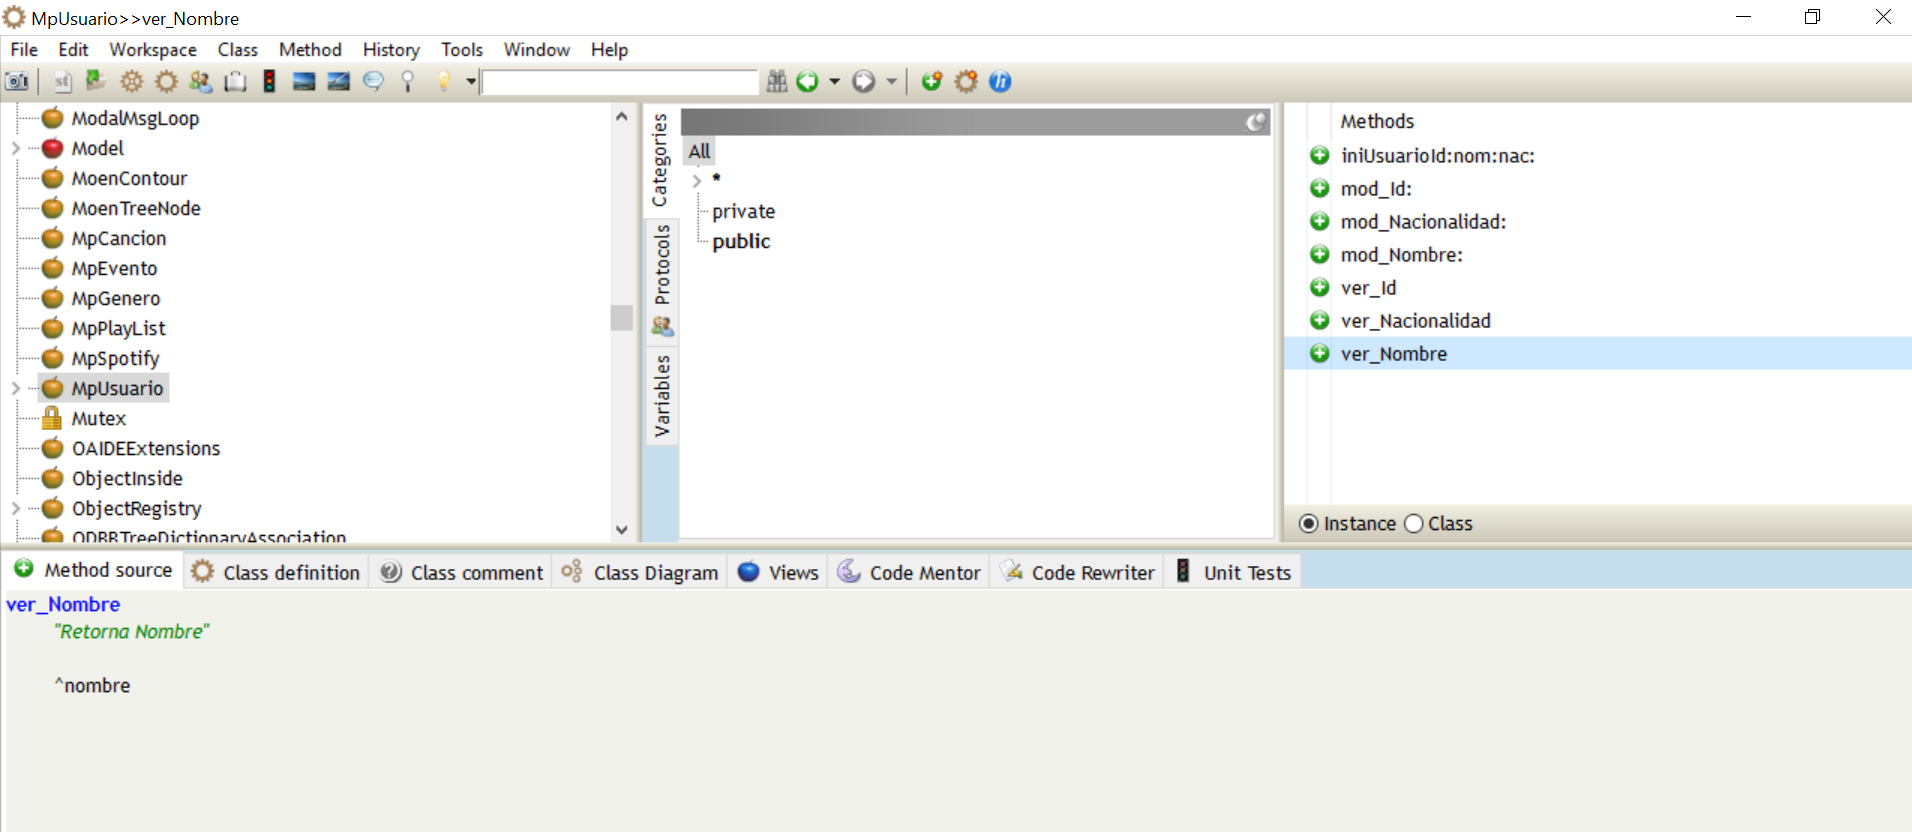 MpUsuario>>ver_Nombre
File Edit Workspace Class Method History Tools Window Help
ModalMsgLoop
Model
MoenContour
MoenTreeNode
MpCancion
MpEvento
MpGenero
MpPlayList
MpSpotify
MpUsuario
Mutex
OAIDEExtensions
ObjectInside
ObjectRegistry
ODBBTreeDictionaryAssociation
Categories
Protocols
Variables
All
*
private
public
Methods
iniUsuarioId:nom:nac:
mod_Id:
mod_Nacionalidad:
mod_Nombre:
ver_Id
ver_Nacionalidad
ver_Nombre
Instance Class
Method source Class definition Class comment Class Diagram Views Code Mentor Code Rewriter Unit Tests
ver_Nombre
"Retorna Nombre"
^nombre